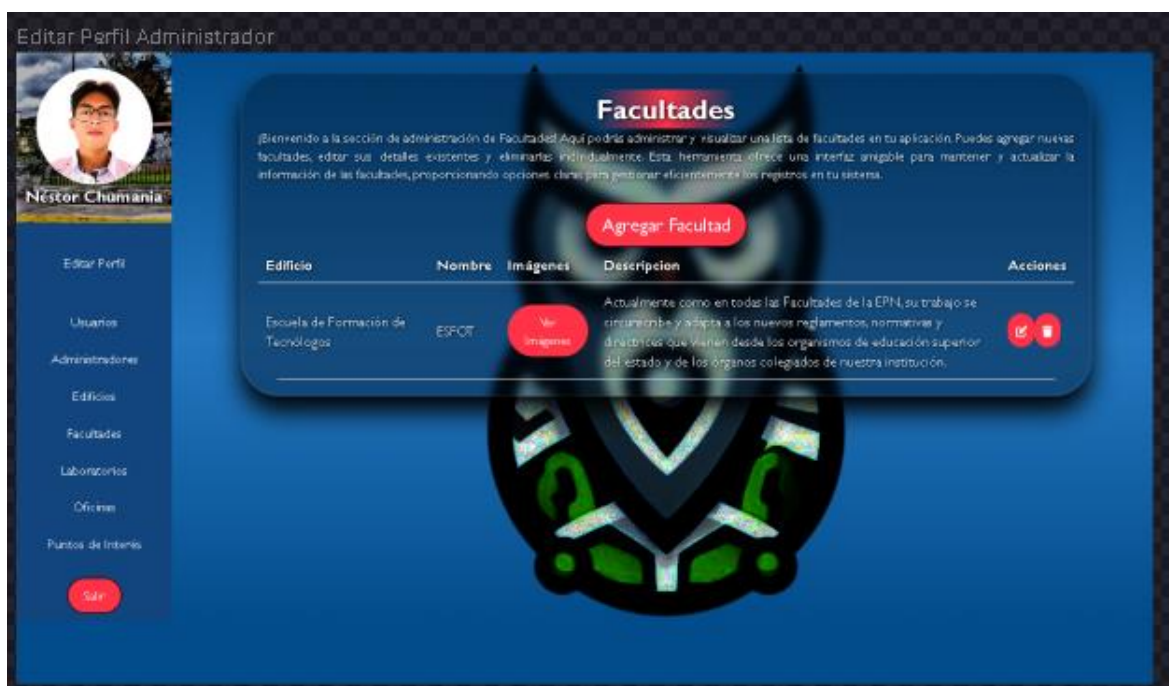 Editar Perfil Administrador
Néstor Chumania
Editar Perfil
Usuarios
Administradores
Edificios
Facultades
Laboratorios
Oficinas
Puntos de Interés
Salir
Facultades
¡Bienvenido a la sección de administración de Facultades! Aquí podrás administrar y visualizar una lista de facultades en tu aplicación. Puedes agregar nuevas
facultades, editar sus detalles existentes y eliminarlas individualmente. Esta herramienta ofrece una interfaz amigable para mantener y actualizar la
información de las facultades, proporcionando opciones claras para gestionar eficientemente los registros en tu sistema.
Agregar Facultad
Edificio Nombre Imágenes Descripcion Acciones
Escuela de Formación de
Tecnólogos
ESFOT
Ver
Imágenes
Actualmente como en todas las Facultades de la EPN, su trabajo se
circunscribe y adapta a los nuevos reglamentos, normativas y
directrices que vienen desde los organismos de educación superior
del estado y de los órganos colegiados de nuestra institución.